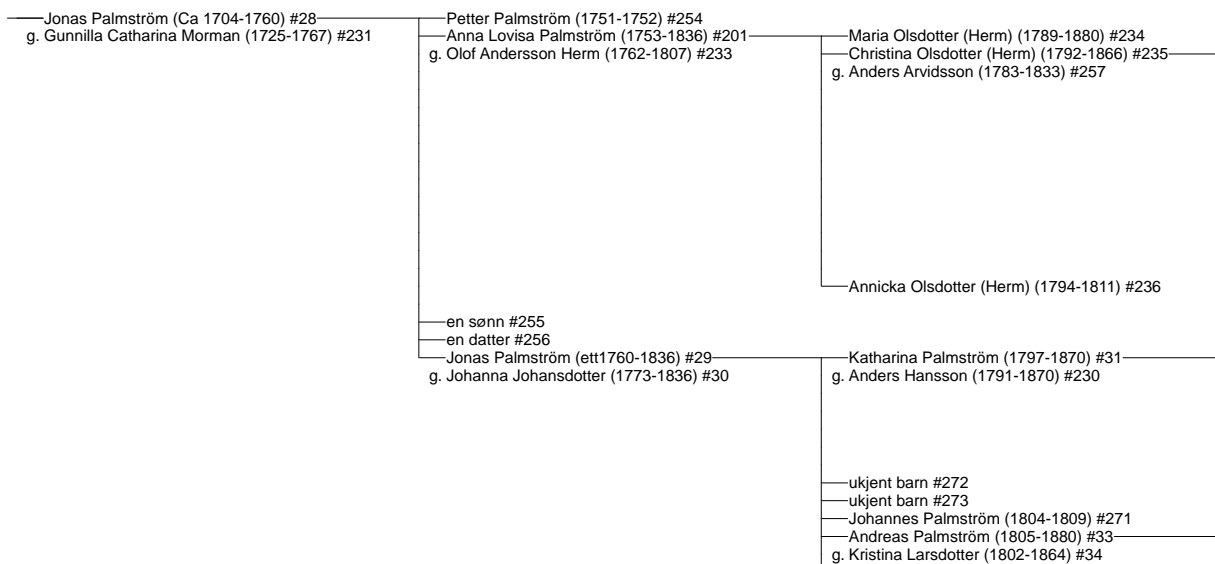 Jonas Palmström (Ca 1704-1760) #28
g. Gunnilla Catharina Morman (1725-1767) #231
Petter Palmström (1751-1752) #254
Anna Lovisa Palmström (1753-1836) #201
g. Olof Andersson Herm (1762-1807) #233
Maria Olsdotter (Herm) (1789-1880) #234
Christina Olsdotter (Herm) (1792-1866) #235
g. Anders Arvidsson (1783-1833) #257
Annicka Olsdotter (Herm) (1794-1811) #236
en sønn #255
en datter #256
Jonas Palmström (ett1760-1836) #29
g. Johanna Johansdotter (1773-1836) #30
Katharina Palmström (1797-1870) #31
g. Anders Hansson (1791-1870) #230
ukjent barn #272
ukjent barn #273
Johannes Palmström (1804-1809) #271
Andreas Palmström (1805-1880) #33
g. Kristina Larsdotter (1802-1864) #34